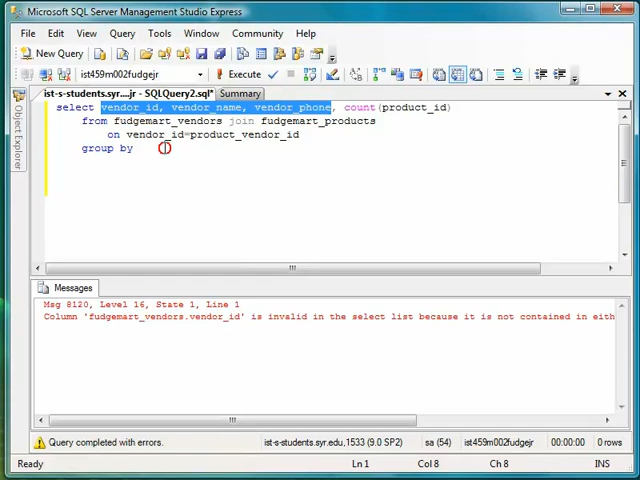 Microsoft SQL Server Management Studio Express
File Edit View Query Tools Window Community Help
New Query
ist459m002fudgejr Execute
ist-s-students.syr....jr - SQLQuery2.sql* Summary
Object Explorer
select vendor_id, vendor_name, vendor_phone, count(product_id)
from fudgemart_vendors join fudgemart_products
on vendor_id=product_vendor_id
group by
Messages
Msg 8120, Level 16, State 1, Line 1
Column 'fudgemart_vendors.vendor_id' is invalid in the select list because it is not contained in eith
Query completed with errors. ist-s-students.syr.edu,1533 (9.0 SP2) sa (54) ist459m002fudgejr 00:00:00 0 rows
Ready Ln 1 Col 8 Ch 8 INS